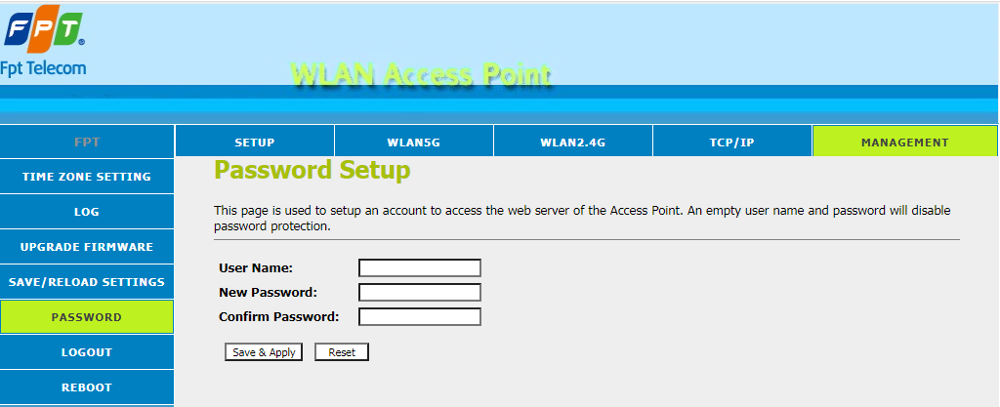 FPT®
Fpt Telecom
WLAN Access Point
FPT
SETUP
WLAN5G
WLAN2.4G
TCP/IP
MANAGEMENT
TIME ZONE SETTING
LOG
UPGRADE FIRMWARE
SAVE/RELOAD SETTINGS
PASSWORD
LOGOUT
REBOOT
Password Setup
This page is used to setup an account to access the web server of the Access Point. An empty user name and password will disable
password protection.
User Name:
New Password:
Confirm Password:
Save & Apply
Reset